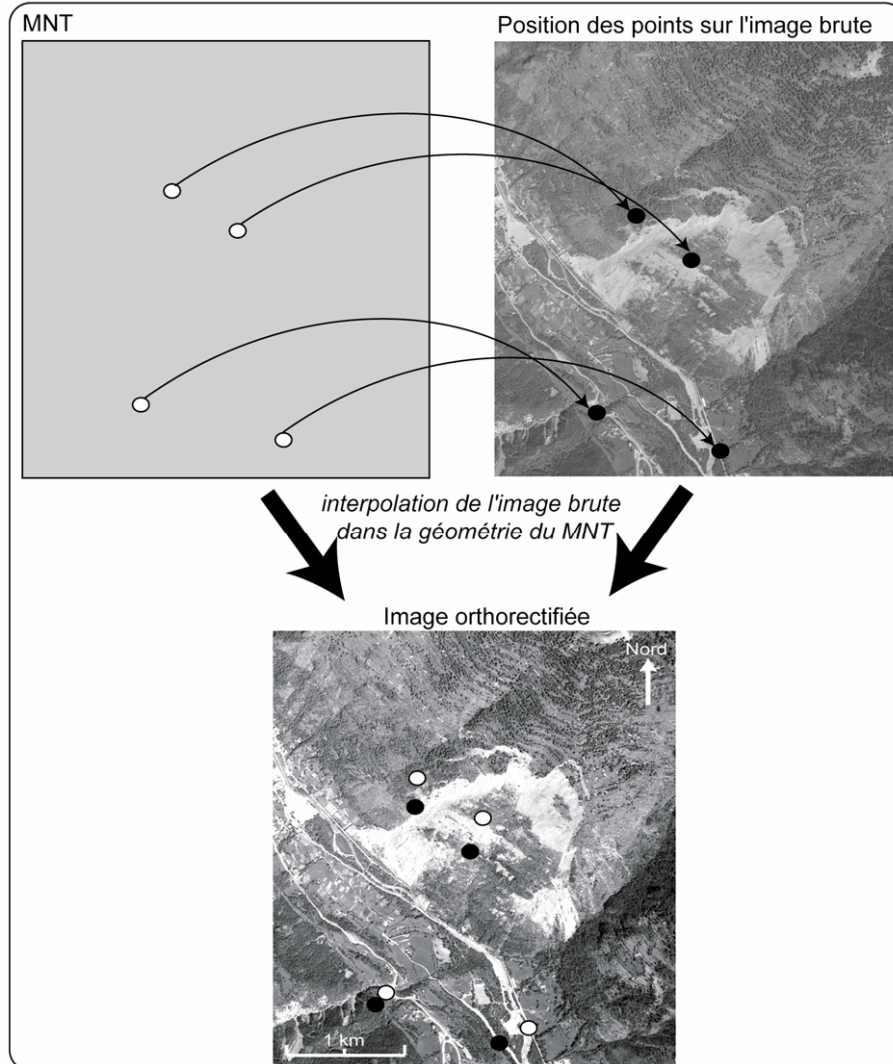 MNT
Position des points sur l'image brute
interpolation de l'image brute
dans la géométrie du MNT
Image orthorectifiée
Nord
1 km